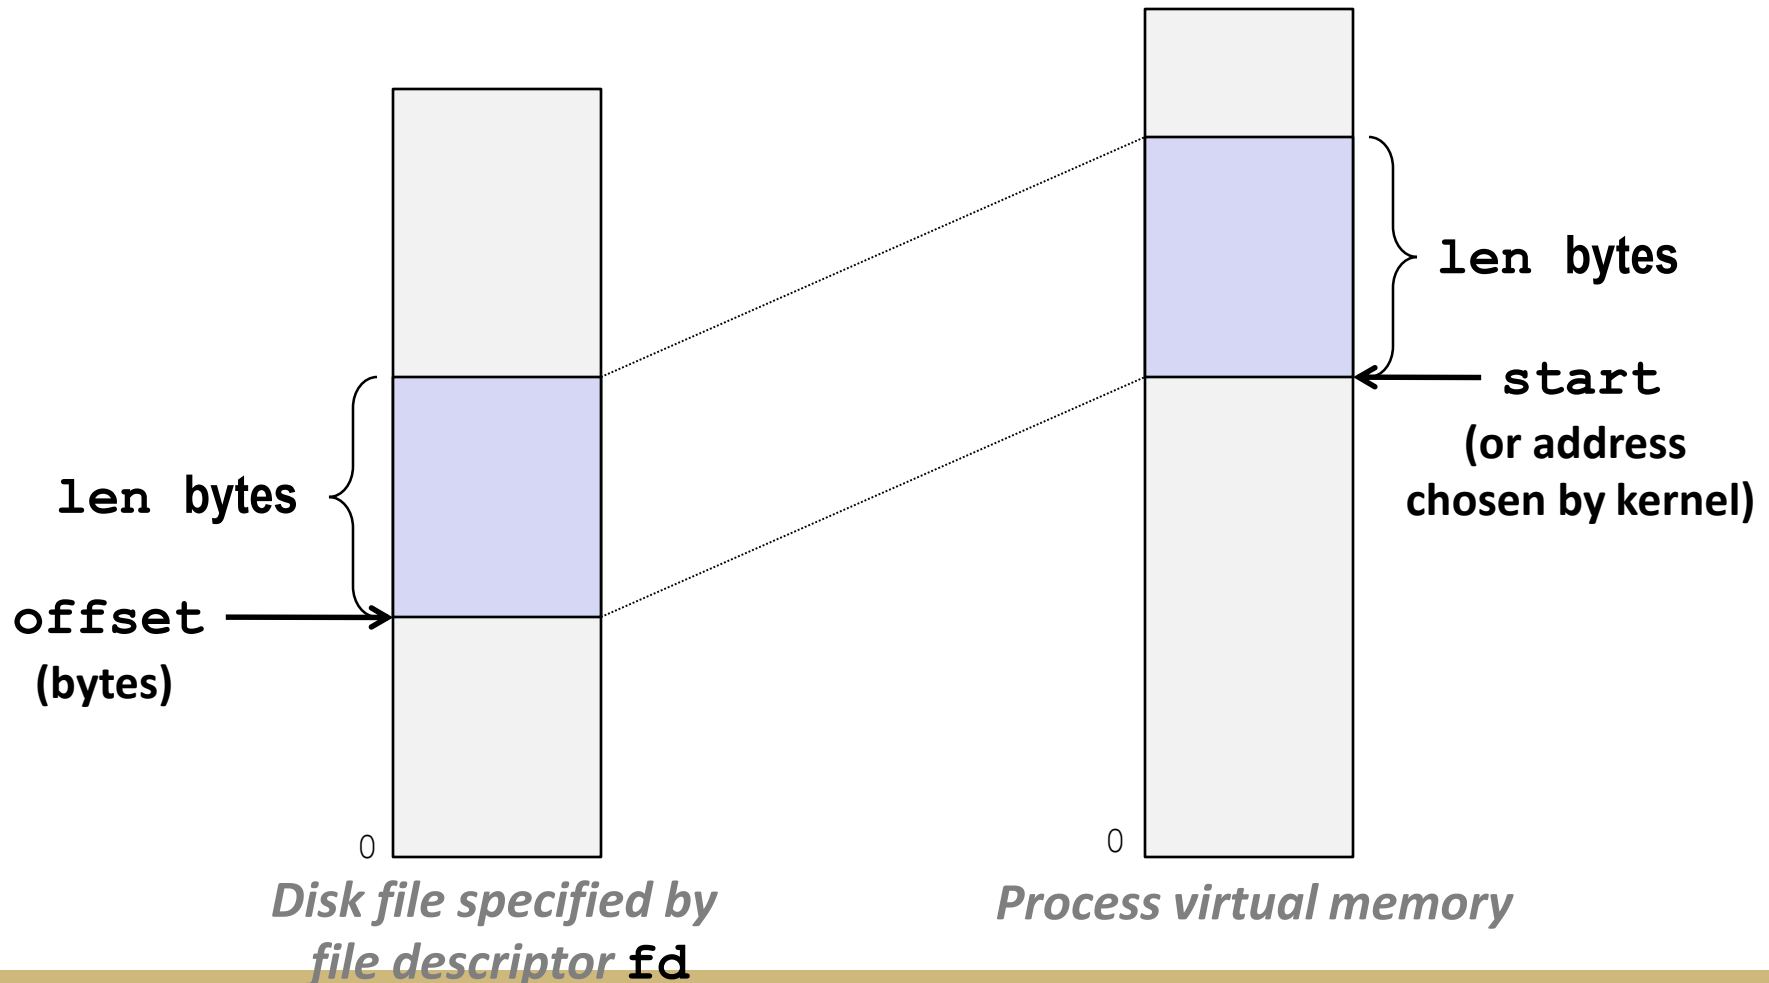 len bytes
offset
(bytes)
0
Disk file specified by
file descriptor fd
len bytes
start
(or address
chosen by kernel)
0
Process virtual memory